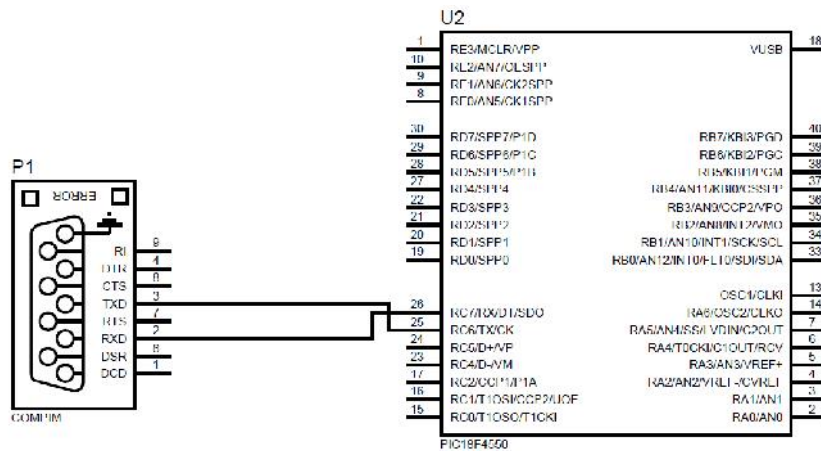 U2
1 RE3/MCLR/VPP VUSB 18
10 RE2/AN7/OESPP
9 RE1/AN6/CK2SPP
8 RE0/AN5/CK1SPP
30 RD7/SPP7/P1D RB7/KBI3/PGD 40
29 RD6/SPP6/P1C RB6/KBI2/PGC 39
28 RD5/SPP5/P1B RB5/KBI1/PGM 38
27 RD4/SPP4 RB4/AN11/KBI0/CSSPP 37
22 RD3/SPP3 RB3/AN9/CCP2/VPO 36
21 RD2/SPP2 RB2/AN8/INT2/VMO 35
20 RD1/SPP1 RB1/AN10/INT1/SCK/SCL 34
19 RD0/SPP0 RB0/AN12/INT0/FLT0/SDI/SDA 33
OSC1/CLKI 13
26 RC7/RX/DT/SDO RA6/OSC2/CLKO 14
25 RC6/TX/CK RA5/AN4/SS/LVDIN/C2OUT 7
24 RC5/D+/VP RA4/T0CKI/C1OUT/RCV 6
23 RC4/D-/VM RA3/AN3/VREF+ 5
17 RC2/CCP1/P1A RA2/AN2/VREF-/CVREF 4
16 RC1/T1OSI/CCP2/UOE RA1/AN1 3
15 RC0/T1OSO/T1CKI RA0/AN0 2
PIC18F4550
P1
ERROR
RI 9
DTR 4
CTS 8
TXD 3
RTS 7
RXD 2
DSR 6
DCD 1
COMPIM